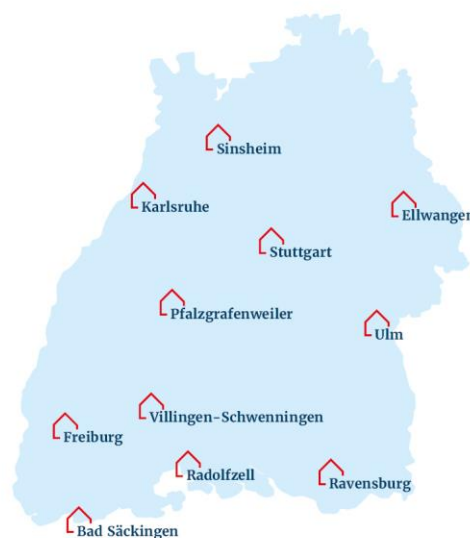 Sinsheim
Karlsruhe
Ellwangen
Stuttgart
Pfalzgrafenweiler
Ulm
Villingen-Schwenningen
Freiburg
Radolfzell
Ravensburg
Bad Säckingen